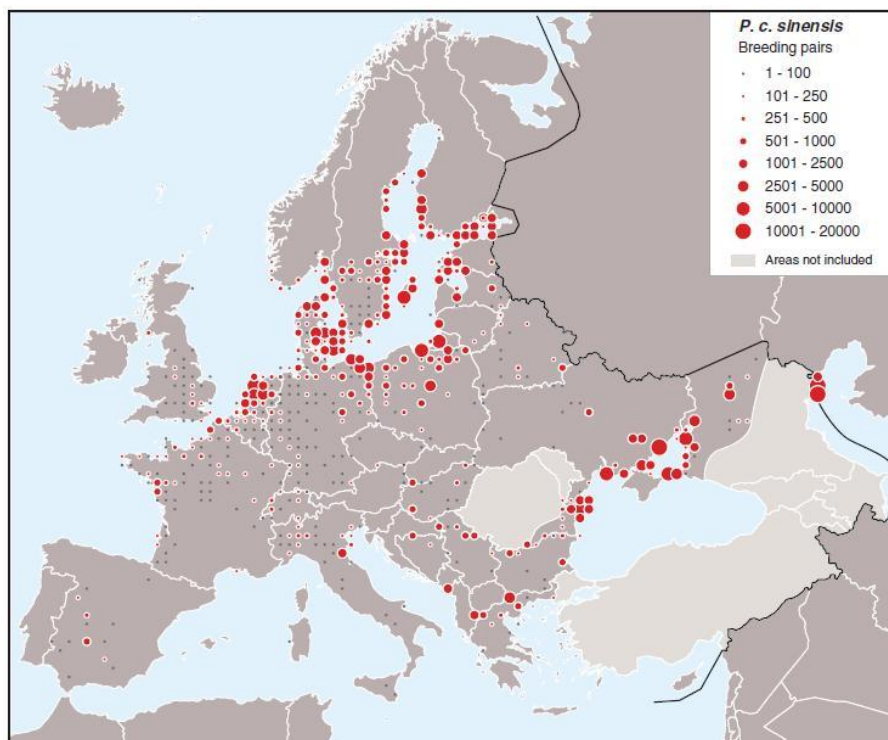 P. c. sinensis
Breeding pairs
1 - 100
101 - 250
251 - 500
501 - 1000
1001 - 2500
2501 - 5000
5001 - 10000
10001 - 20000
Areas not included